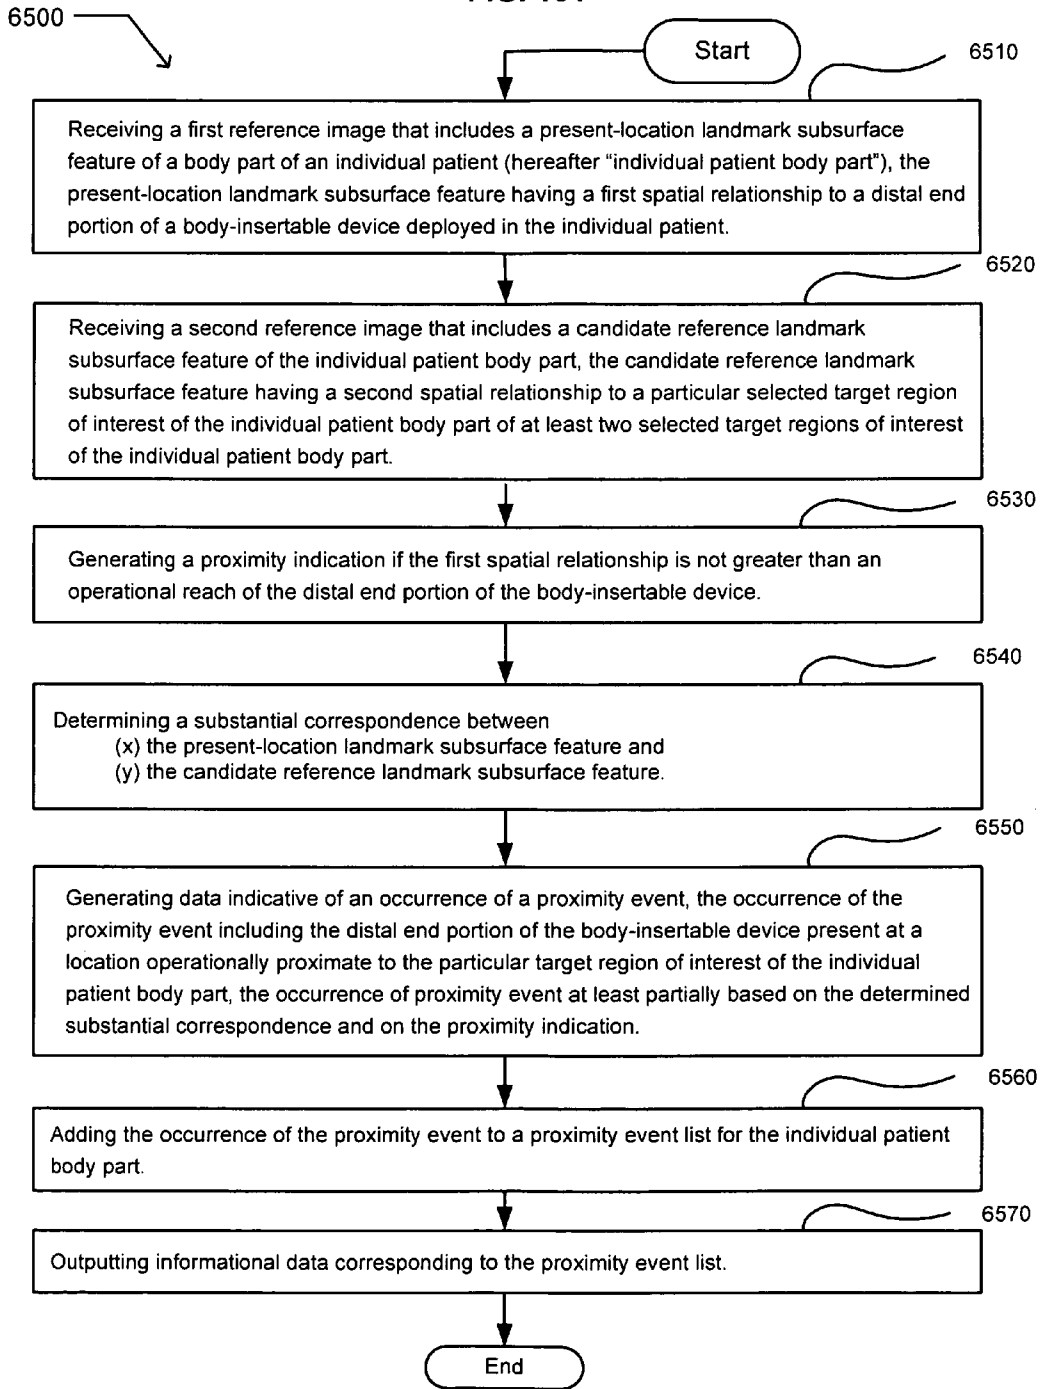 6500
Start
6510
Receiving a first reference image that includes a present-location landmark subsurface
feature of a body part of an individual patient (hereafter “individual patient body part”), the
present-location landmark subsurface feature having a first spatial relationship to a distal end
portion of a body-insertable device deployed in the individual patient.
6520
Receiving a second reference image that includes a candidate reference landmark
subsurface feature of the individual patient body part, the candidate reference landmark
subsurface feature having a second spatial relationship to a particular selected target region
of interest of the individual patient body part of at least two selected target regions of interest
of the individual patient body part.
6530
Generating a proximity indication if the first spatial relationship is not greater than an
operational reach of the distal end portion of the body-insertable device.
6540
Determining a substantial correspondence between
(x) the present-location landmark subsurface feature and
(y) the candidate reference landmark subsurface feature.
6550
Generating data indicative of an occurrence of a proximity event, the occurrence of the
proximity event including the distal end portion of the body-insertable device present at a
location operationally proximate to the particular target region of interest of the individual
patient body part, the occurrence of proximity event at least partially based on the determined
substantial correspondence and on the proximity indication.
6560
Adding the occurrence of the proximity event to a proximity event list for the individual patient
body part.
6570
Outputting informational data corresponding to the proximity event list.
End